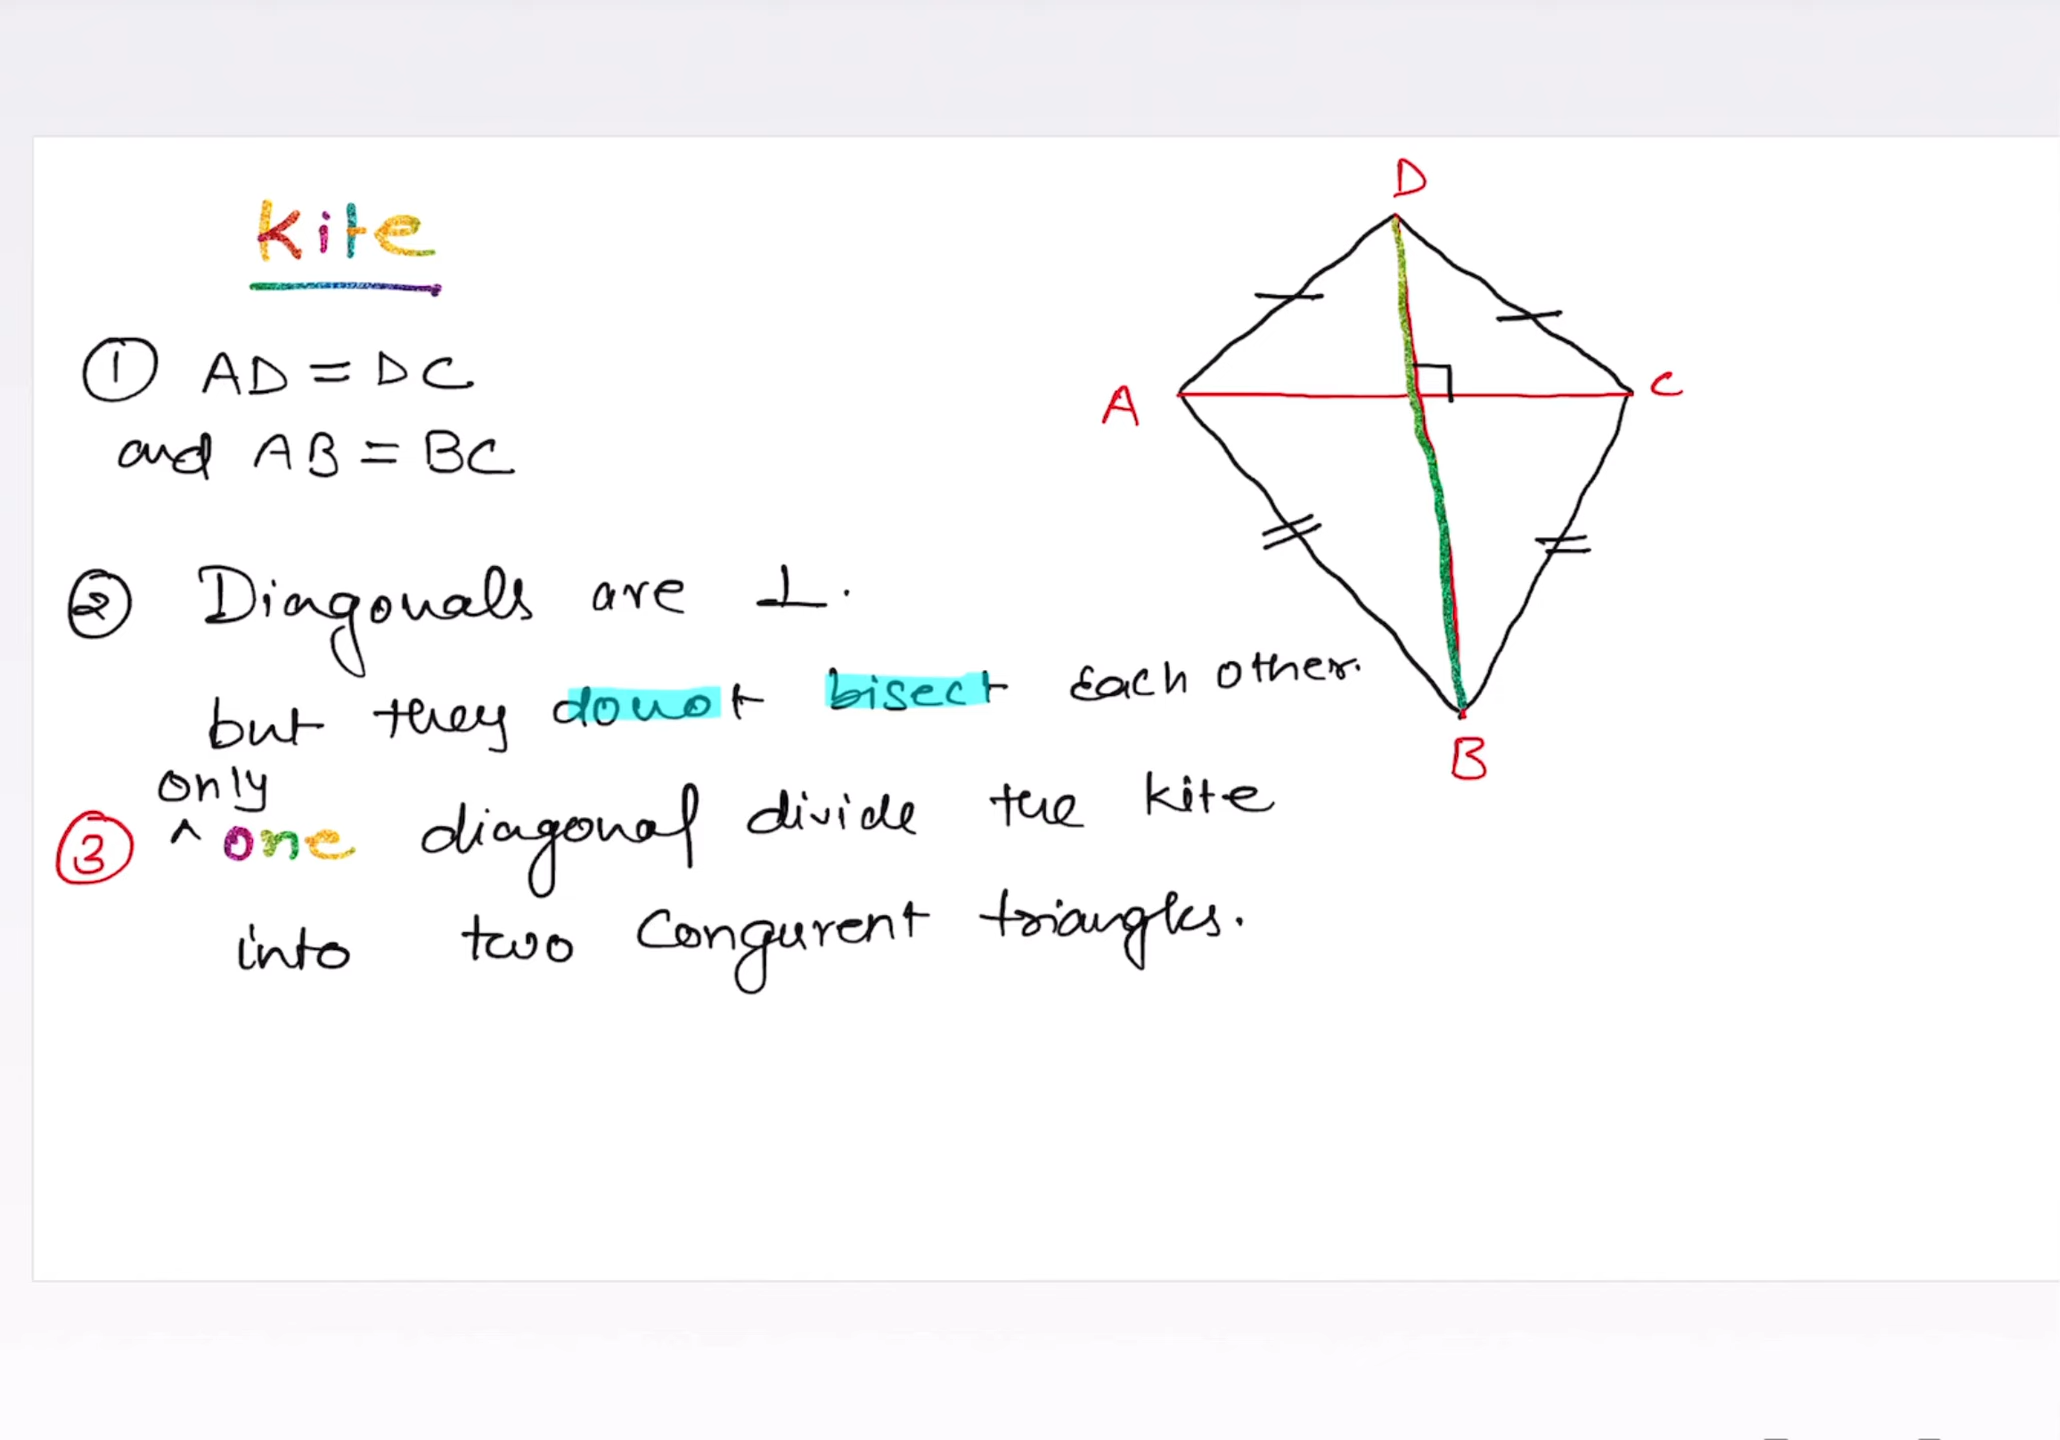 Kite
D
① AD = DC
A
C
and AB = BC
② Diagonals are ⊥.
but they donot bisect Each other.
B
only
③ ^ one diagonal divide the kite
into two Congurent triangles.